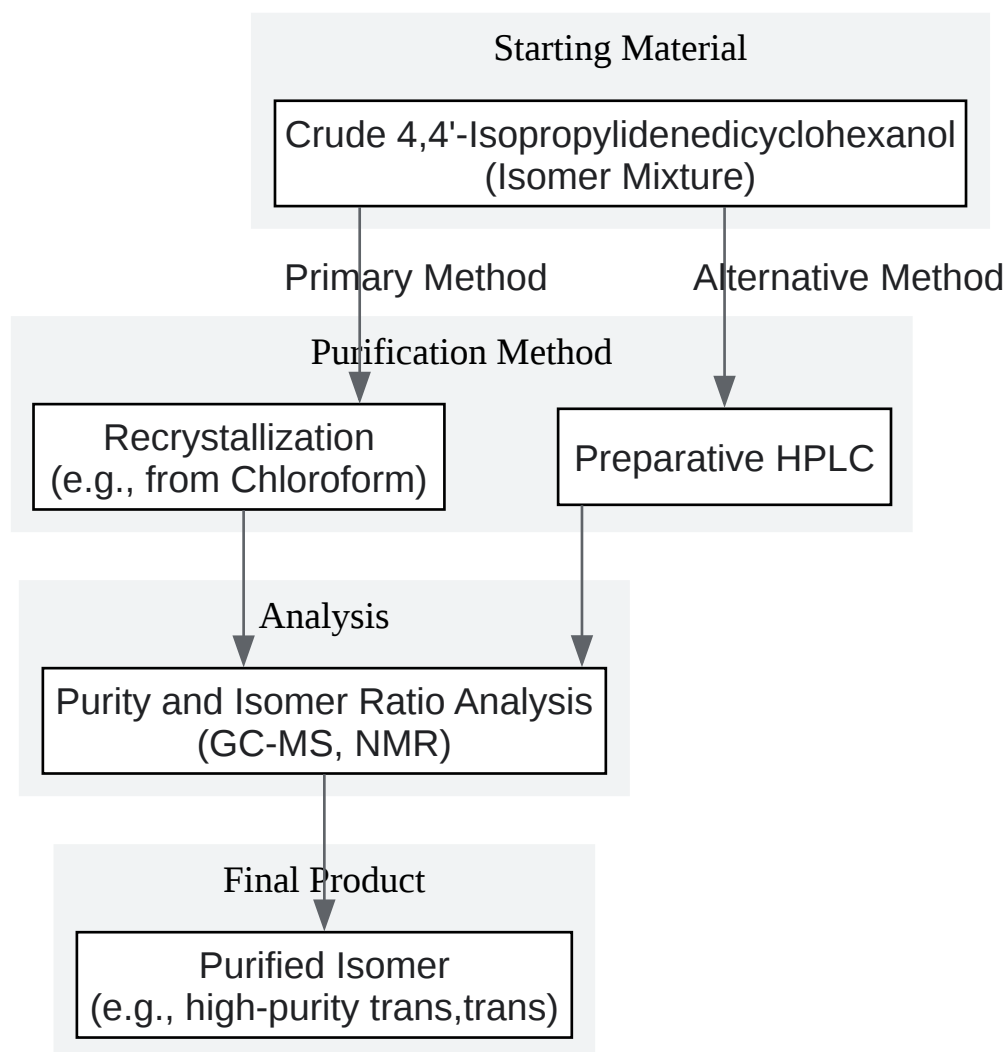 Starting Material
Crude 4,4'-Isopropylidenedicyclohexanol
(Isomer Mixture)
Primary Method
Alternative Method
Purification Method
Recrystallization
(e.g., from Chloroform)
Preparative HPLC
Analysis
Purity and Isomer Ratio Analysis
(GC-MS, NMR)
Final Product
Purified Isomer
(e.g., high-purity trans,trans)